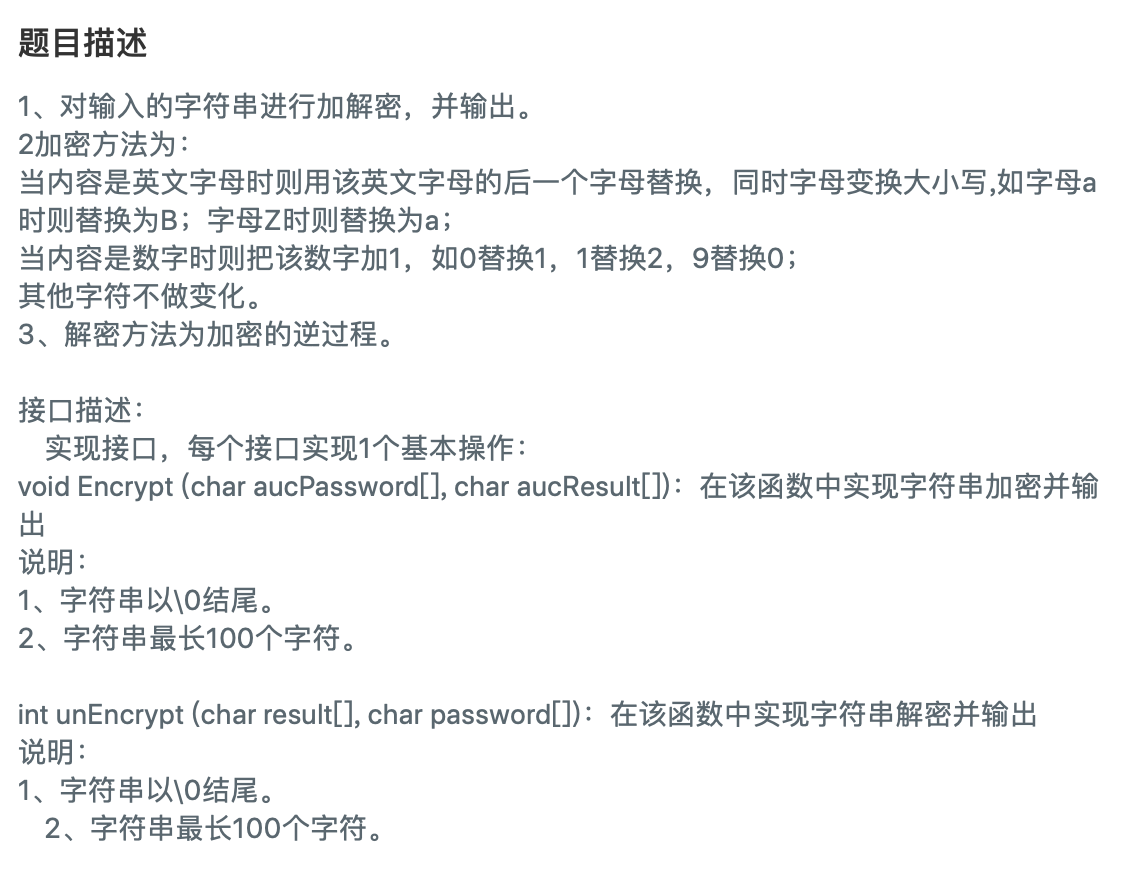 题目描述
1、对输入的字符串进行加解密，并输出。
2加密方法为：
当内容是英文字母时则用该英文字母的后一个字母替换，同时字母变换大小写,如字母a
时则替换为B；字母Z时则替换为a；
当内容是数字时则把该数字加1，如0替换1，1替换2，9替换0；
其他字符不做变化。
3、解密方法为加密的逆过程。
接口描述：
实现接口，每个接口实现1个基本操作：
void Encrypt (char aucPassword[], char aucResult[])：在该函数中实现字符串加密并输
出
说明：
1、字符串以\0结尾。
2、字符串最长100个字符。
int unEncrypt (char result[], char password[])：在该函数中实现字符串解密并输出
说明：
1、字符串以\0结尾。
2、字符串最长100个字符。